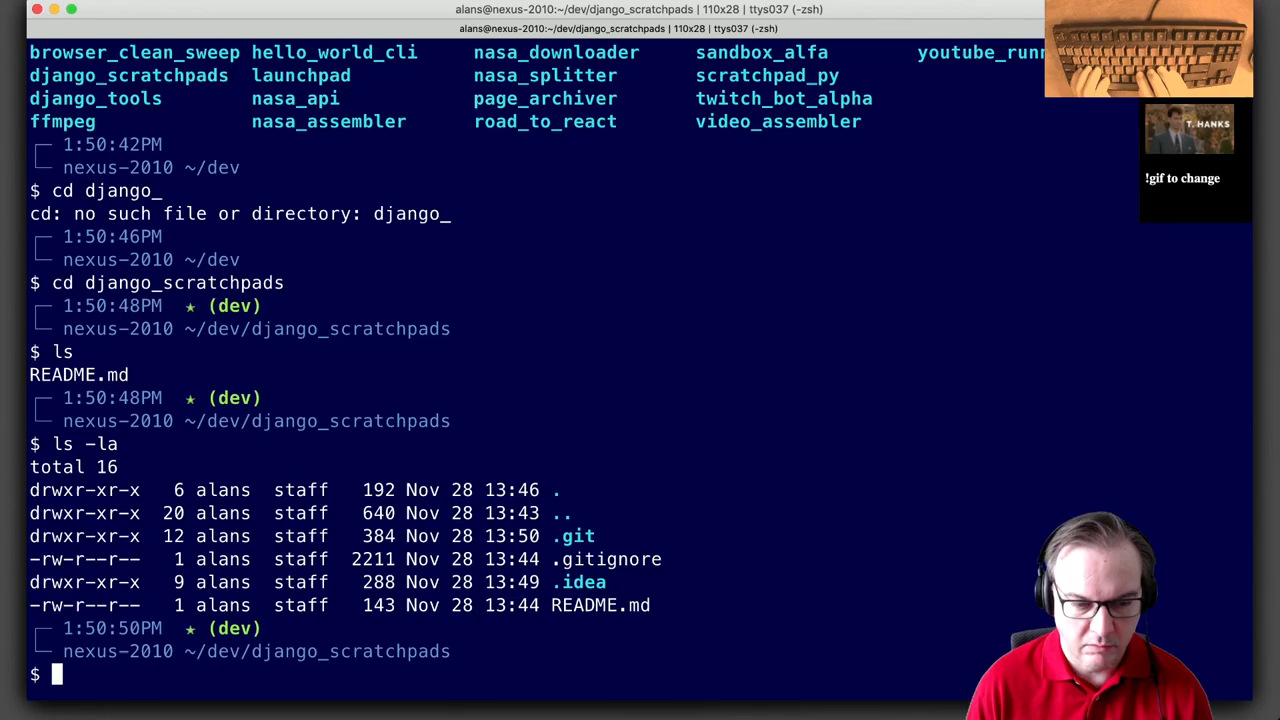 alans@nexus-2010:~/dev/django_scratchpads | 110x28 | ttys037 (-zsh)
alans@nexus-2010:~/dev/django_scratchpads | 110x28 | ttys037 (-zsh)
browser_clean_sweep hello_world_cli nasa_downloader sandbox_alfa
django_scratchpads launchpad nasa_splitter scratchpad_py
django_tools nasa_api page_archiver twitch_bot_alpha
ffmpeg nasa_assembler road_to_react video_assembler
1:50:42PM
nexus-2010 ~/dev
$ cd django_
cd: no such file or directory: django_
1:50:46PM
nexus-2010 ~/dev
$ cd django_scratchpads
1:50:48PM ★ (dev)
nexus-2010 ~/dev/django_scratchpads
$ ls
README.md
1:50:48PM ★ (dev)
nexus-2010 ~/dev/django_scratchpads
$ ls -la
total 16
drwxr-xr-x 6 alans staff 192 Nov 28 13:46 .
drwxr-xr-x 20 alans staff 640 Nov 28 13:43 ..
drwxr-xr-x 12 alans staff 384 Nov 28 13:50 .git
-rw-r--r-- 1 alans staff 2211 Nov 28 13:44 .gitignore
drwxr-xr-x 9 alans staff 288 Nov 28 13:49 .idea
-rw-r--r-- 1 alans staff 143 Nov 28 13:44 README.md
1:50:50PM ★ (dev)
nexus-2010 ~/dev/django_scratchpads
$
T. HANKS
!gif to change